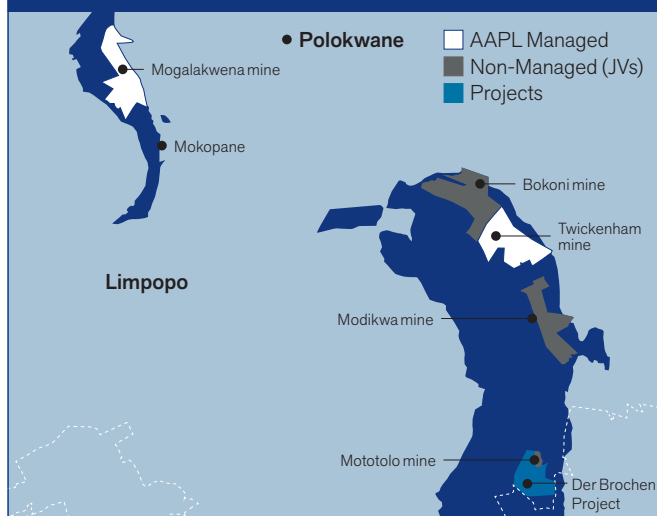 Polokwane
AAPL Managed
Non-Managed (JVs)
Projects
Mogalakwena mine
Mokopane
Bokoni mine
Twickenham
mine
Limpopo
Modikwa mine
Mototolo mine
Der Brochen
Project